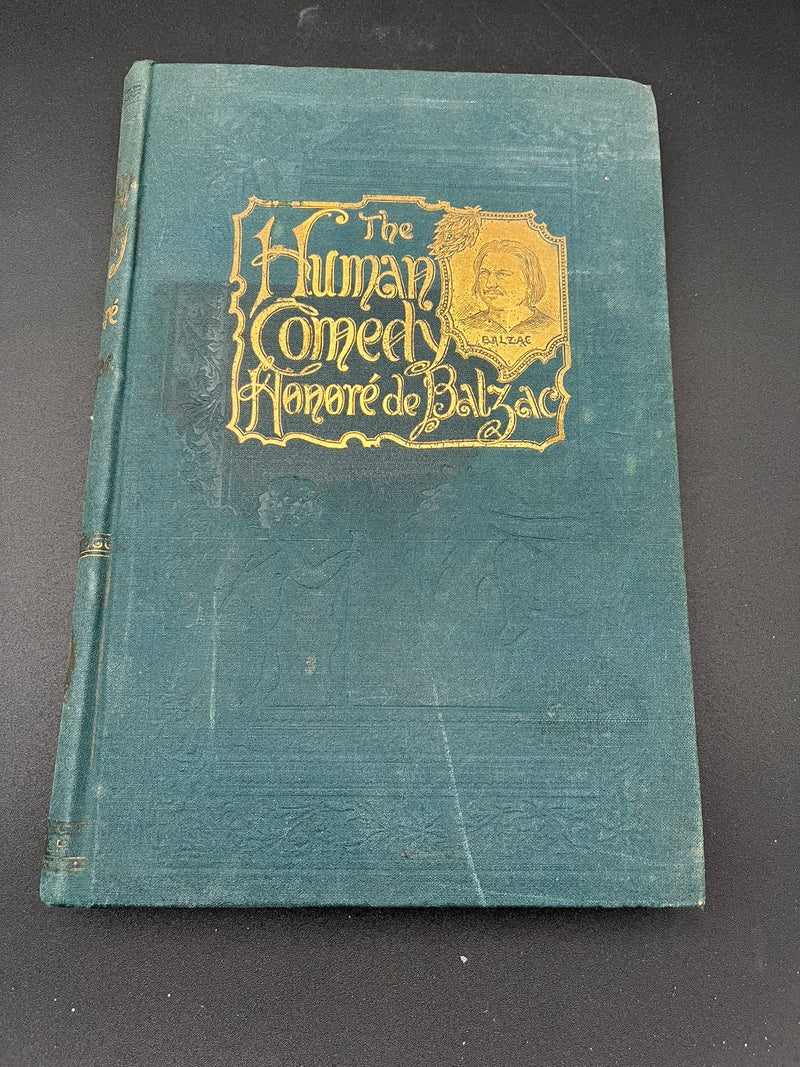 The
Human
Comedy
Honoré de Balzac
BALZAC